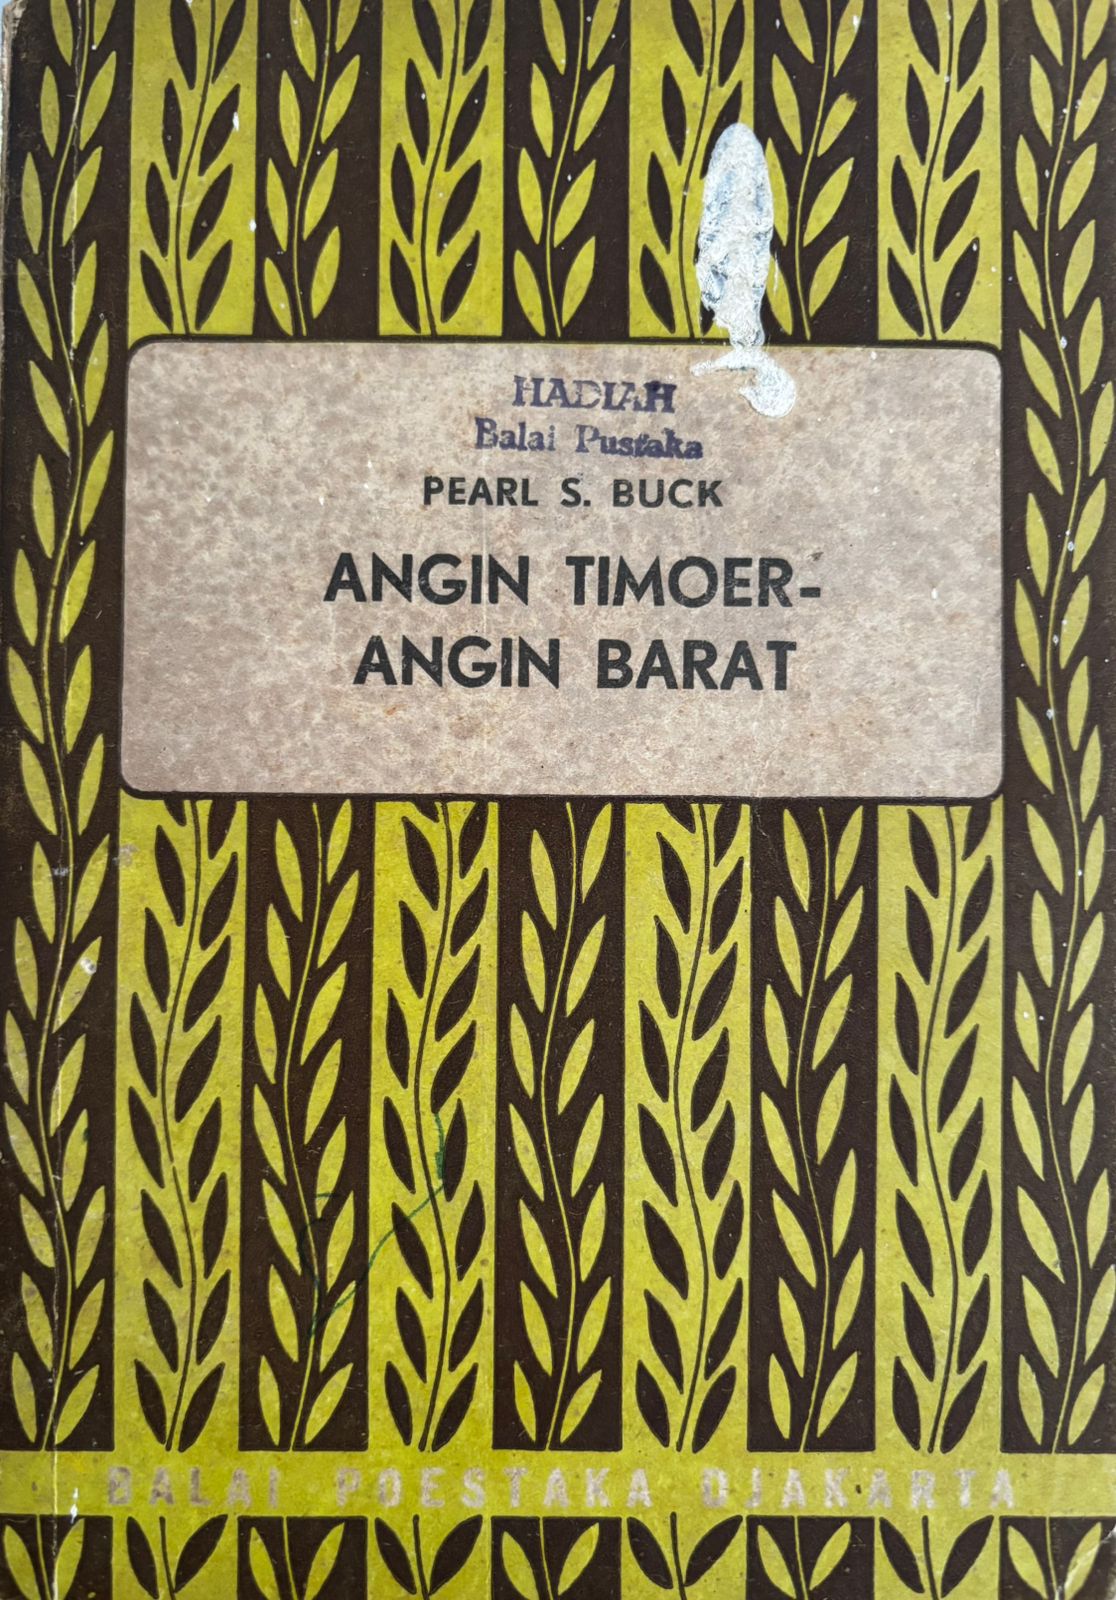 HADIAH
Balai Pustaka
PEARL S. BUCK
ANGIN TIMOER-
ANGIN BARAT
BALAI POESTAKA DJAKARTA